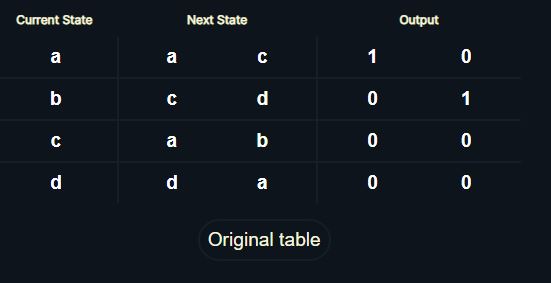 Current State Next State Output
a a c 1 0
b c d 0 1
c a b 0 0
d d a 0 0
Original table